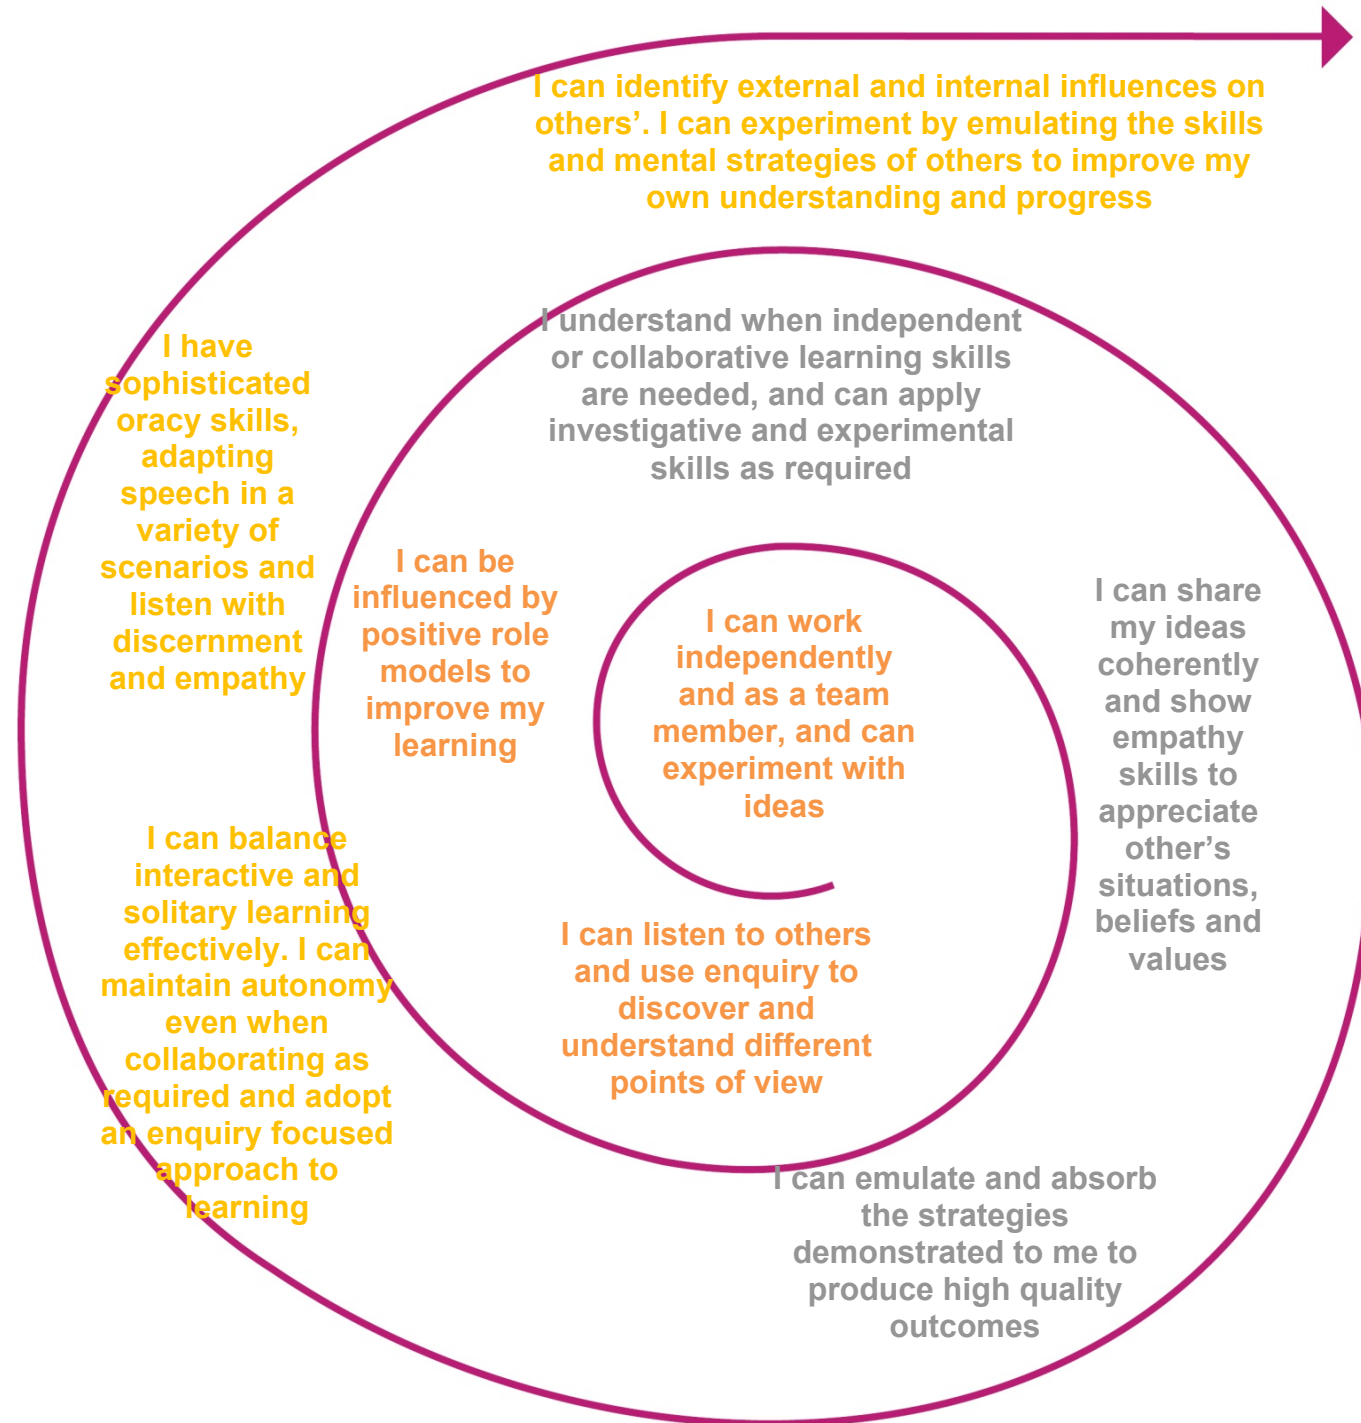 I can identify external and internal influences on
others’. I can experiment by emulating the skills
and mental strategies of others to improve my
own understanding and progress
I understand when independent
or collaborative learning skills
are needed, and can apply
investigative and experimental
skills as required
I have
sophisticated
oracy skills,
adapting
speech in a
variety of
scenarios and
listen with
discernment
and empathy
I can be
influenced by
positive role
models to
improve my
learning
I can work
independently
and as a team
member, and can
experiment with
ideas
I can share
my ideas
coherently
and show
empathy
skills to
appreciate
other’s
situations,
beliefs and
values
I can balance
interactive and
solitary learning
effectively. I can
maintain autonomy
even when
collaborating as
required and adopt
an enquiry focused
approach to
learning
I can listen to others
and use enquiry to
discover and
understand different
points of view
I can emulate and absorb
the strategies
demonstrated to me to
produce high quality
outcomes